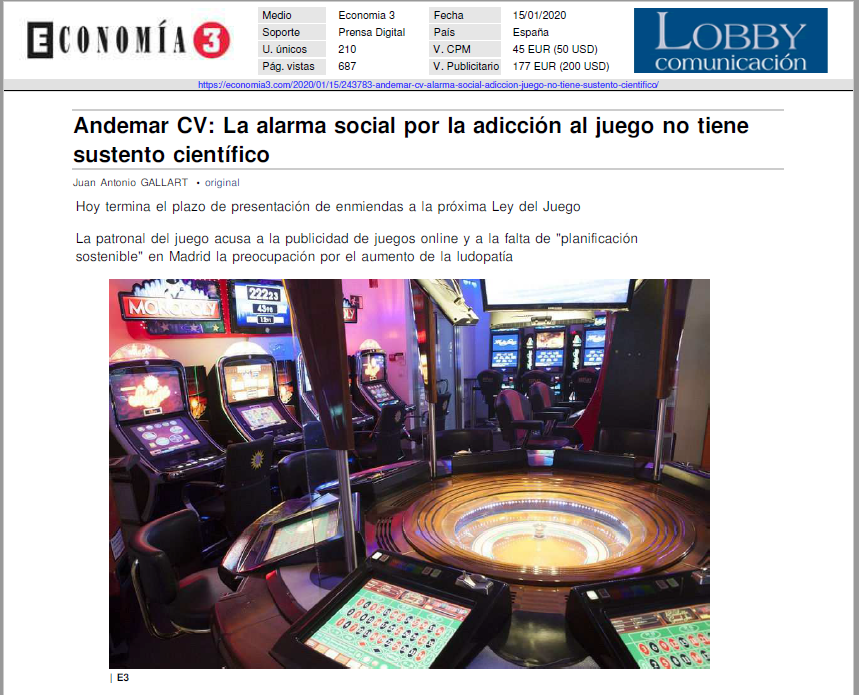 ECONOMÍA 3
Medio Economia 3 Fecha 15/01/2020
Soporte Prensa Digital País España
U. únicos 210 V. CPM 45 EUR (50 USD)
Pág. vistas 687 V. Publicitario 177 EUR (200 USD)
LOBBY
comunicación
https://economia3.com/2020/01/15/243783-andemar-cv-alarma-social-adiccion-juego-no-tiene-sustento-cientifico/
Andemar CV: La alarma social por la adicción al juego no tiene
sustento científico
Juan Antonio GALLART • original
Hoy termina el plazo de presentación de enmiendas a la próxima Ley del Juego
La patronal del juego acusa a la publicidad de juegos online y a la falta de "planificación
sostenible" en Madrid la preocupación por el aumento de la ludopatía
MONOPOLY
22223
| E3